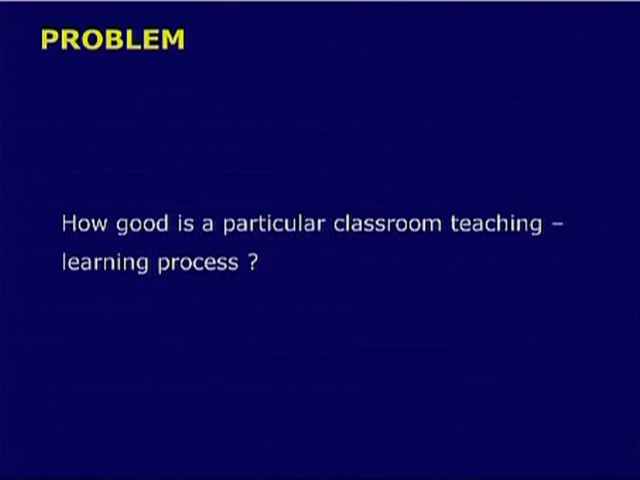 PROBLEM
How good is a particular classroom teaching –
learning process ?